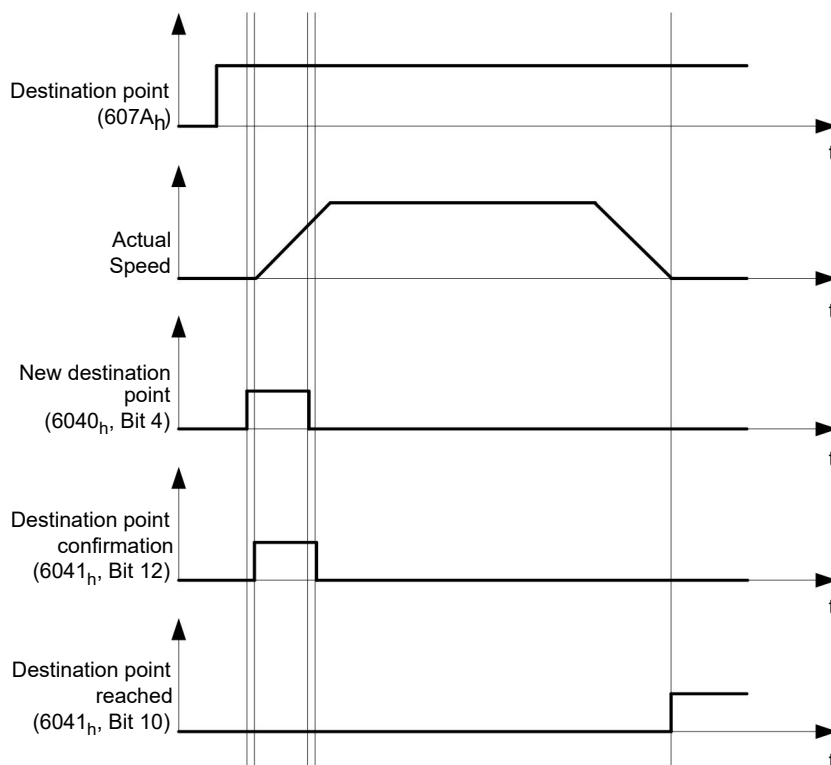 Destination point
(607Ah)
t
Actual
Speed
t
New destination
point
(6040h, Bit 4)
t
Destination point
confirmation
(6041h, Bit 12)
t
Destination point
reached
(6041h, Bit 10)
t